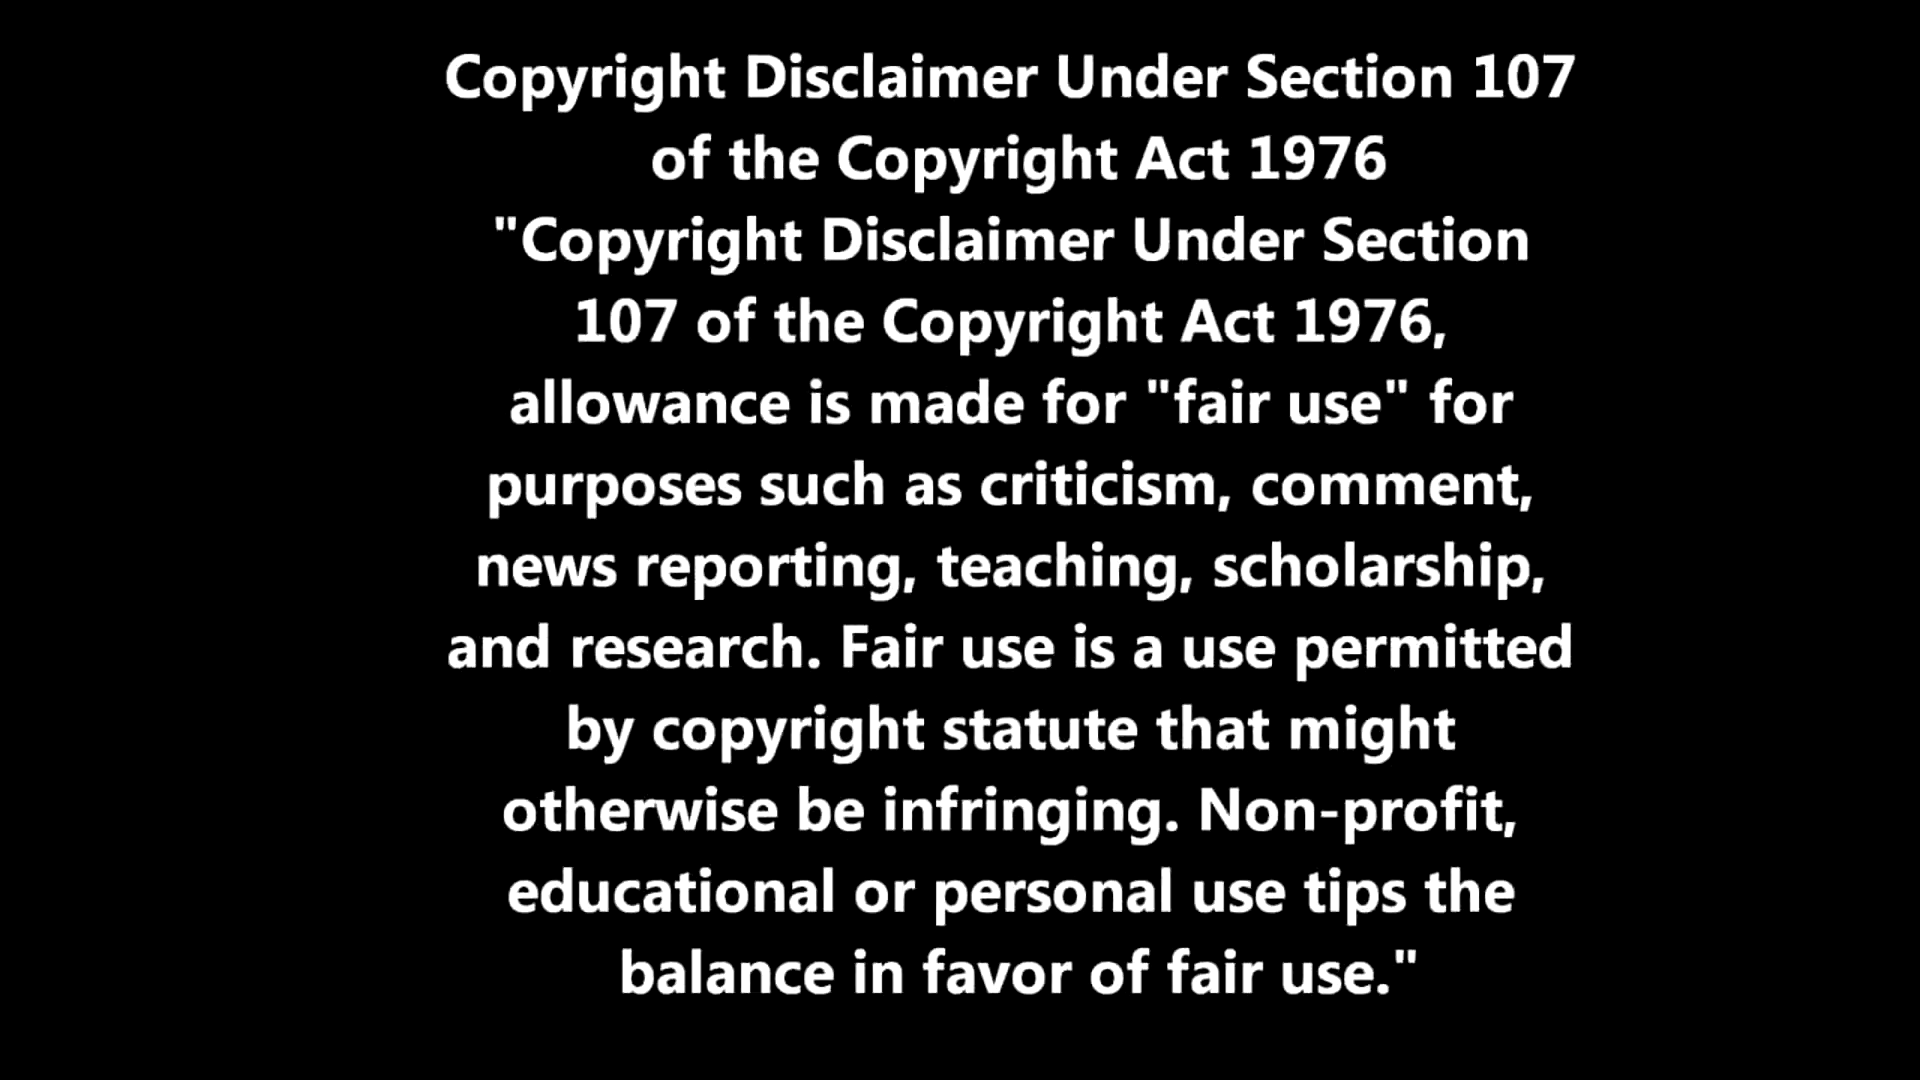 Copyright Disclaimer Under Section 107
of the Copyright Act 1976
"Copyright Disclaimer Under Section
107 of the Copyright Act 1976,
allowance is made for "fair use" for
purposes such as criticism, comment,
news reporting, teaching, scholarship,
and research. Fair use is a use permitted
by copyright statute that might
otherwise be infringing. Non-profit,
educational or personal use tips the
balance in favor of fair use."